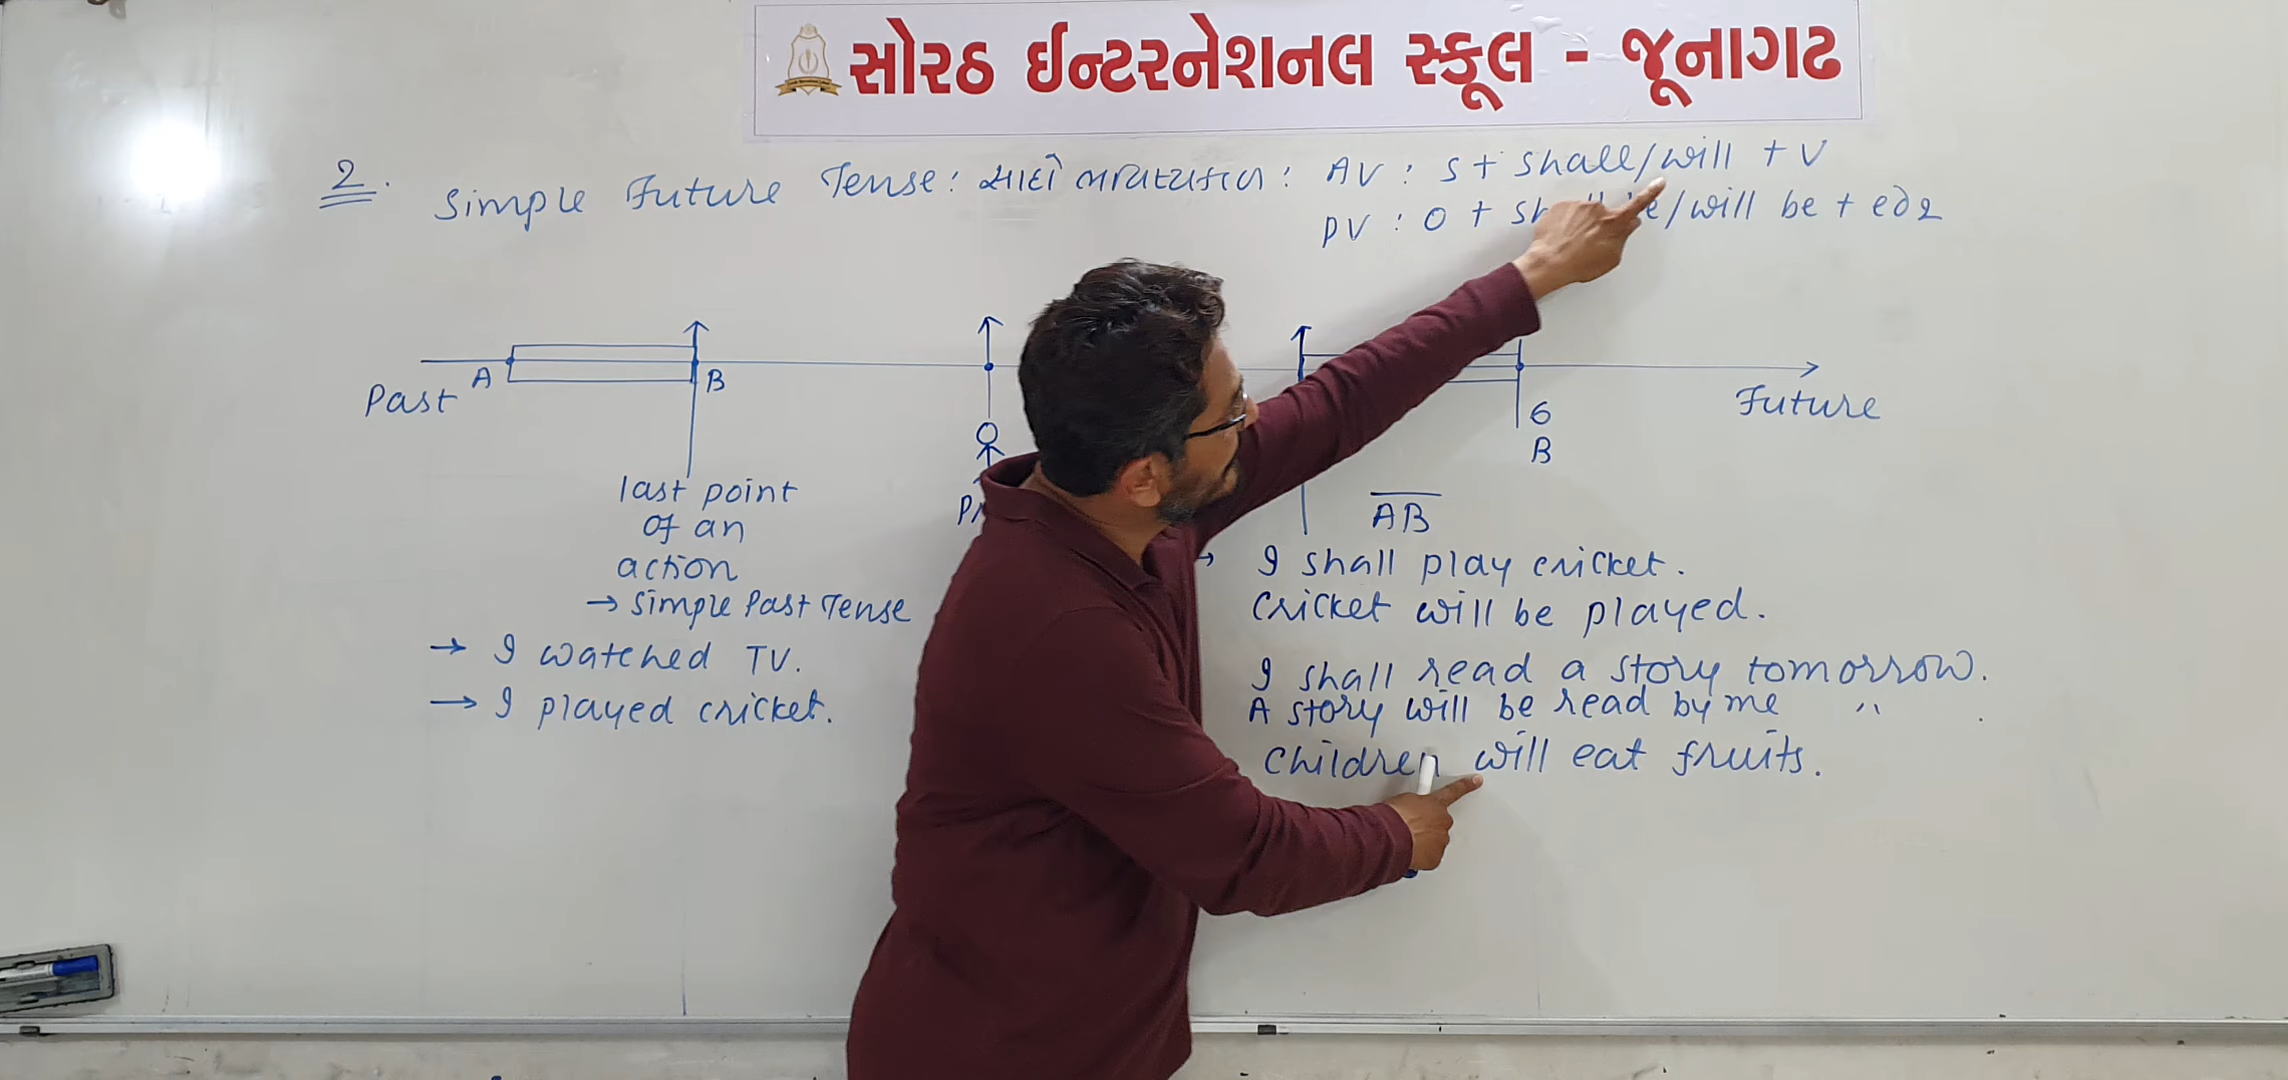 સોરઠ ઈન્ટરનેશનલ સ્કૂલ - જૂનાગઢ
2. Simple Future Tense: સાદો ભવિષ્યકાળ: AV: S + shall/will + V
PV: O + shall be/will be + ed2
A B
Past
Future
6
B
last point
of an
action
→ Simple Past Tense
→ I watched TV.
→ I played cricket.
AB
→ I shall play cricket.
Cricket will be played.
I shall read a story tomorrow.
A story will be read by me " .
Children will eat fruits.